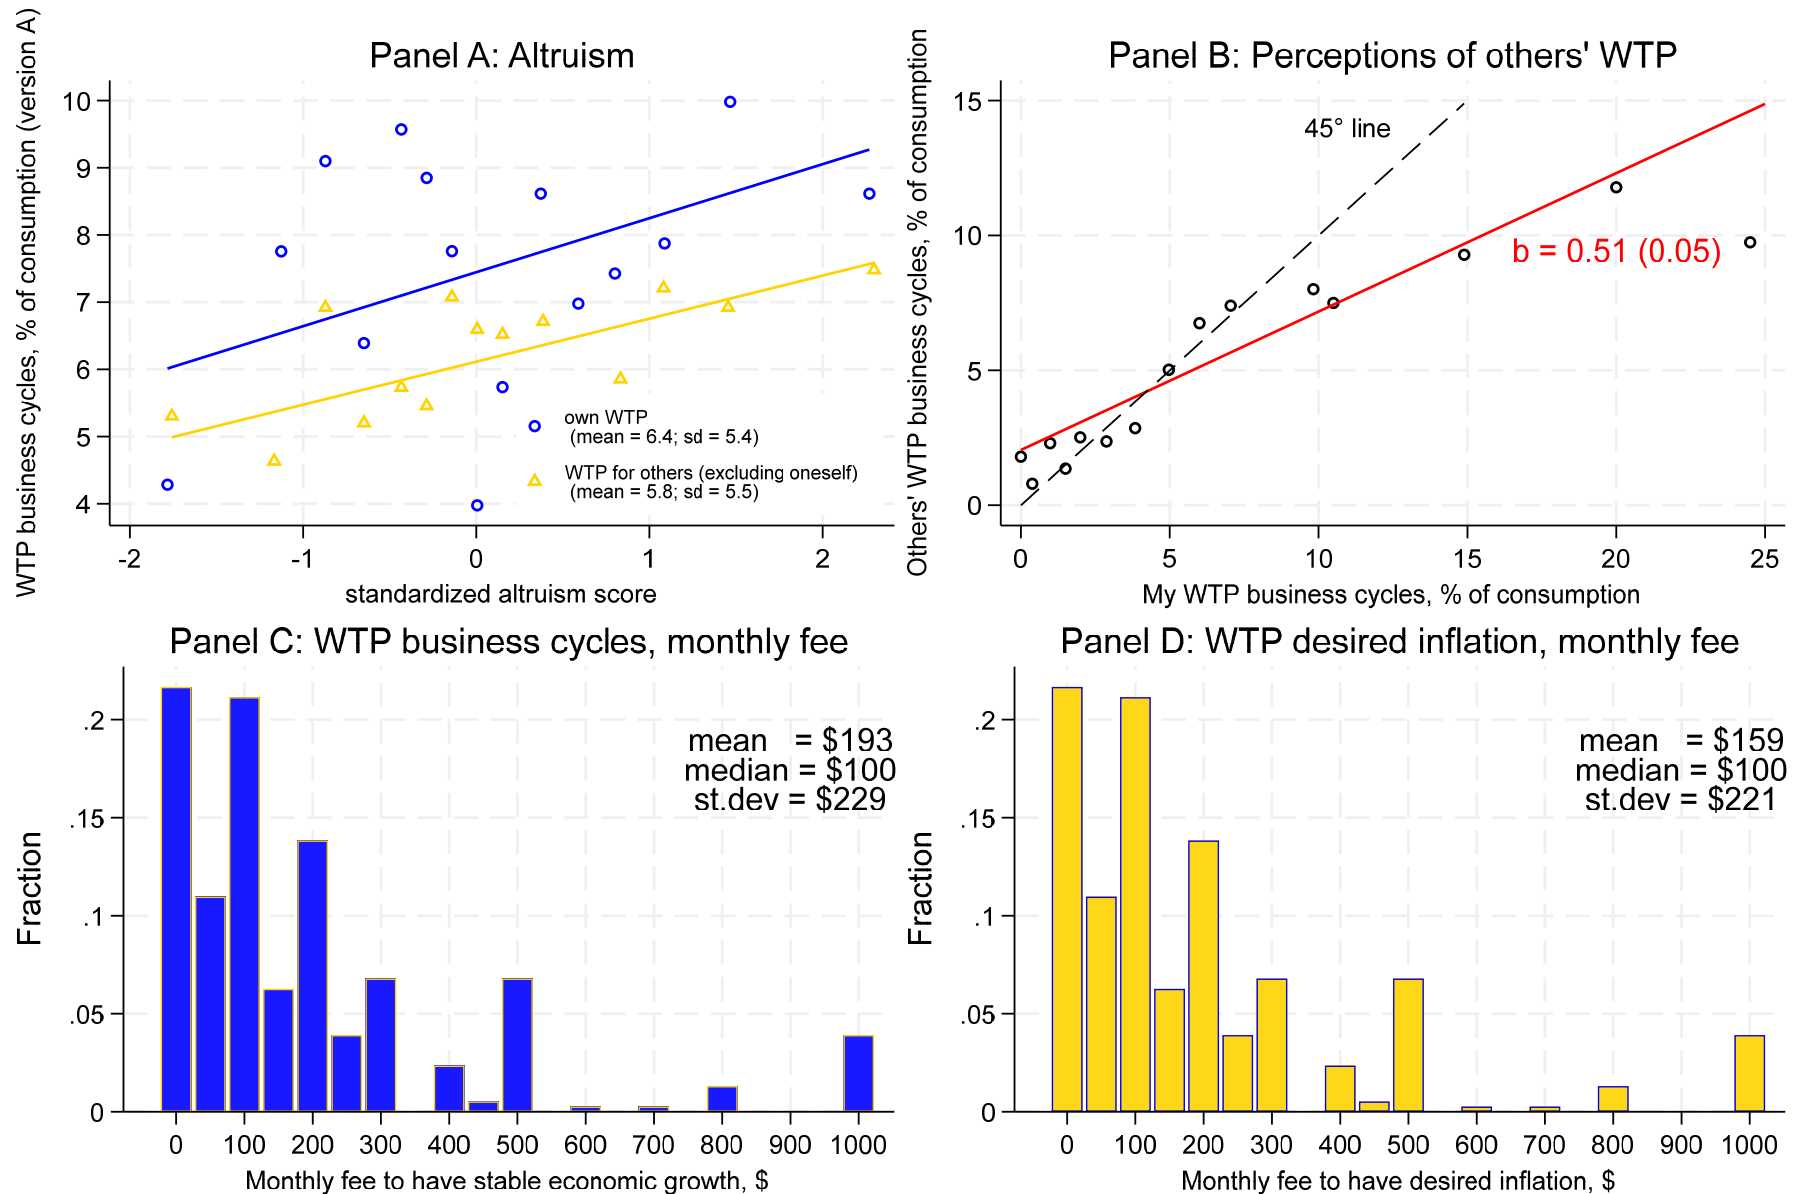 Panel A: Altruism
WTP business cycles, % of consumption (version A)
10
9
8
7
6
5
4
own WTP
(mean = 6.4; sd = 5.4)
WTP for others (excluding oneself)
(mean = 5.8; sd = 5.5)
-2 -1 0 1 2
standardized altruism score
Panel B: Perceptions of others' WTP
Others' WTP business cycles, % of consumption
15
10
5
0
45° line
b = 0.51 (0.05)
0 5 10 15 20 25
My WTP business cycles, % of consumption
Panel C: WTP business cycles, monthly fee
Fraction
.2
.15
.1
.05
0
mean = $193
median = $100
st.dev = $229
0 100 200 300 400 500 600 700 800 900 1000
Monthly fee to have stable economic growth, $
Panel D: WTP desired inflation, monthly fee
Fraction
.2
.15
.1
.05
0
mean = $159
median = $100
st.dev = $221
0 100 200 300 400 500 600 700 800 900 1000
Monthly fee to have desired inflation, $